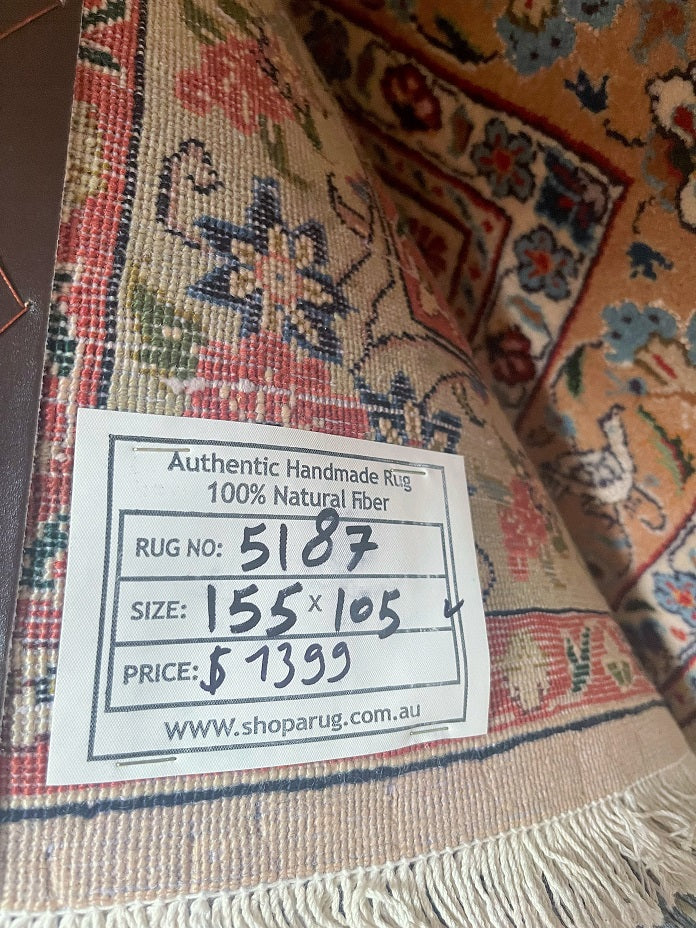 Authentic Handmade Rug
100% Natural Fiber
RUG NO: 5187
SIZE: 155 x 105
PRICE: $ 1399
www.shoparug.com.au